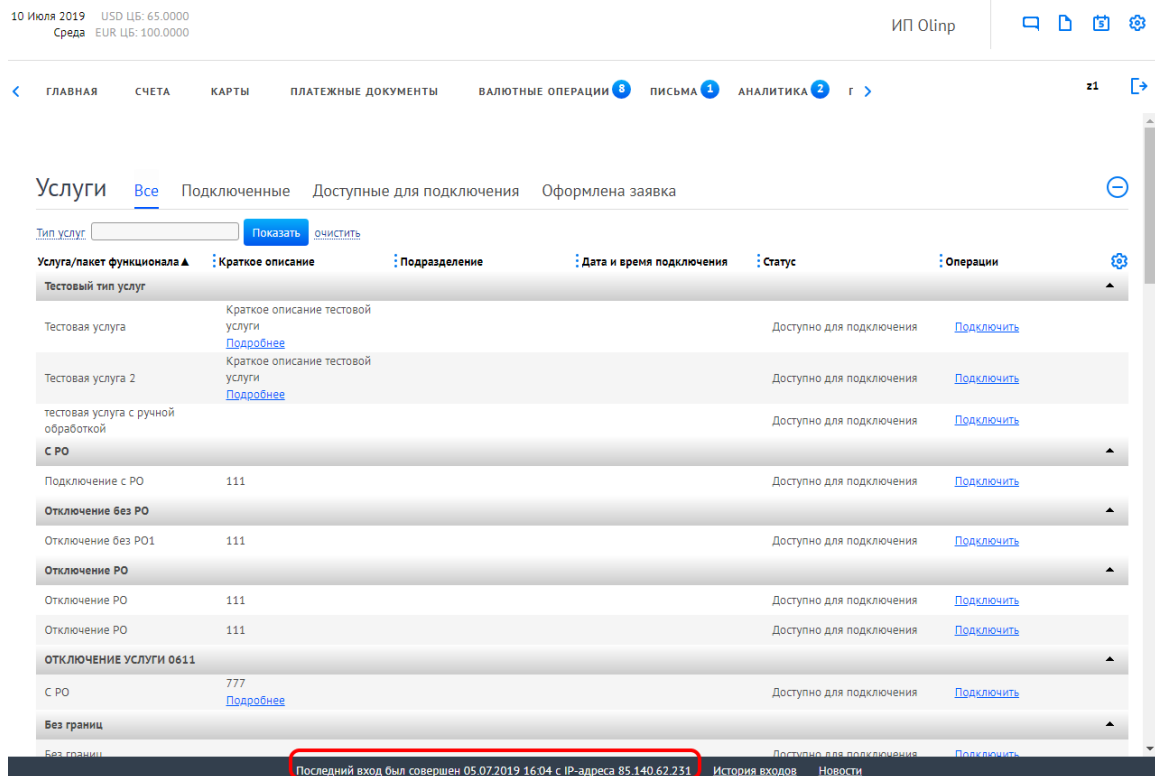 10 Июля 2019 USD ЦБ: 65.0000
Среда EUR ЦБ: 100.0000
ИП Olinp
ГЛАВНАЯ СЧЕТА КАРТЫ ПЛАТЕЖНЫЕ ДОКУМЕНТЫ ВАЛЮТНЫЕ ОПЕРАЦИИ 8 ПИСЬМА 1 АНАЛИТИКА 2 z1
Услуги Все Подключенные Доступные для подключения Оформлена заявка
Тип услуг Показать очистить
Услуга/пакет функционала ▲ Краткое описание Подразделение Дата и время подключения Статус Операции
Тестовый тип услуг
Тестовая услуга Краткое описание тестовой услуги Подробнее Доступно для подключения Подключить
Тестовая услуга 2 Краткое описание тестовой услуги Подробнее Доступно для подключения Подключить
тестовая услуга с ручной обработкой Доступно для подключения Подключить
С РО
Подключение с РО 111 Доступно для подключения Подключить
Отключение без РО
Отключение без РО1 111 Доступно для подключения Подключить
Отключение РО
Отключение РО 111 Доступно для подключения Подключить
Отключение РО 111 Доступно для подключения Подключить
ОТКЛЮЧЕНИЕ УСЛУГИ 0611
С РО 777 Подробнее Доступно для подключения Подключить
Без границ
Без границ Доступно для подключения Подключить
Последний вход был совершен 05.07.2019 16:04 с IP-адреса 85.140.62.231 История входов Новости